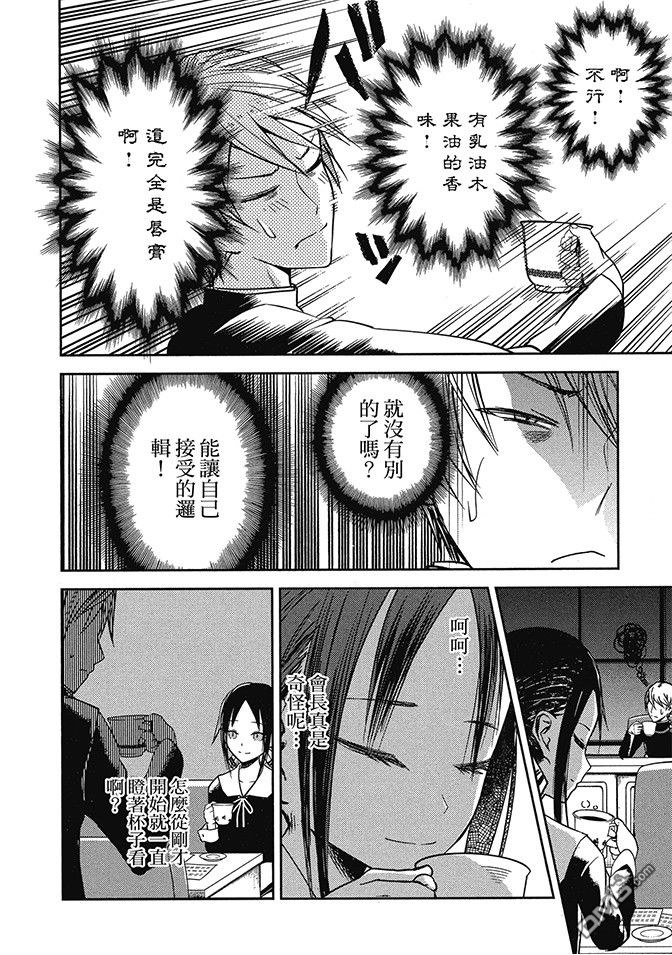 啊！
不行！
有乳油木
果油的香
味！
這完全是唇膏
啊！
就沒有別
的了嗎？
能讓自己
接受的邏
輯！
呵呵…
會長真是
奇怪呢…
怎麼從剛才
開始就一直
瞪著杯子看
啊？